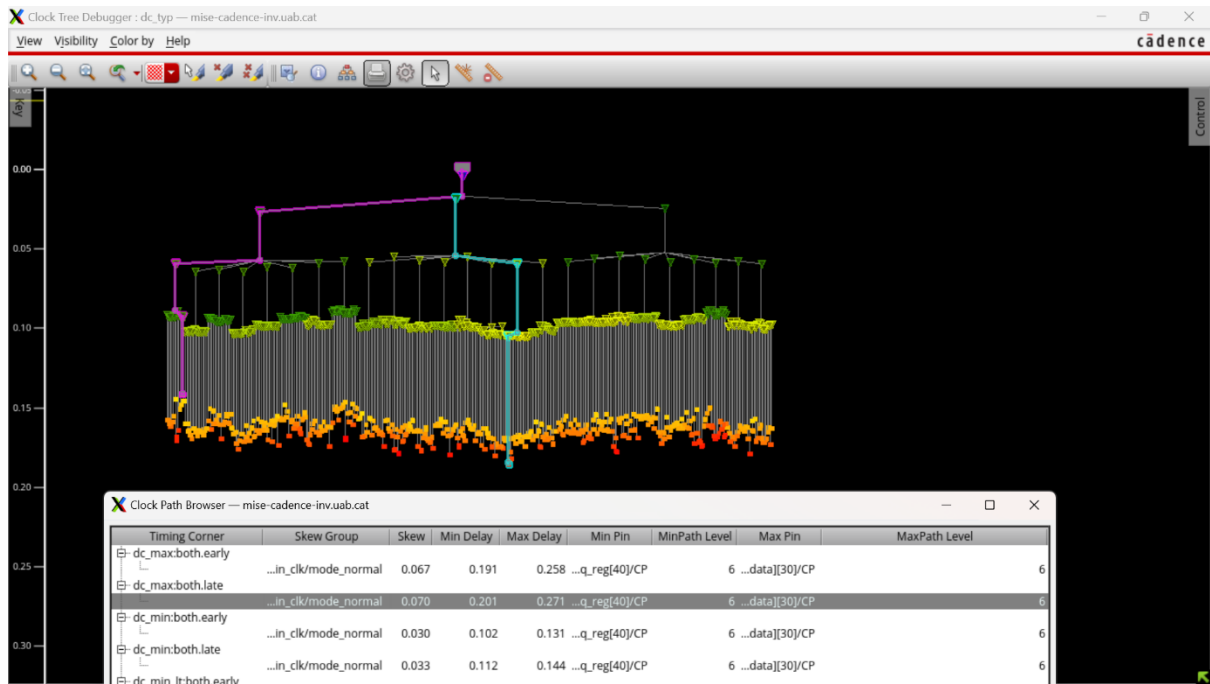 Clock Tree Debugger : dc_typ — mise-cadence-inv.uab.cat
View Visibility Color by Help
cādence
-0.05
Key
Control
0.00
0.05
0.10
0.15
0.20
0.25
0.30
Clock Path Browser — mise-cadence-inv.uab.cat
Timing Corner Skew Group Skew Min Delay Max Delay Min Pin MinPath Level Max Pin MaxPath Level
dc_max:both.early
...in_clk/mode_normal 0.067 0.191 0.258 ...q_reg[40]/CP 6 ...data][30]/CP 6
dc_max:both.late
...in_clk/mode_normal 0.070 0.201 0.271 ...q_reg[40]/CP 6 ...data][30]/CP 6
dc_min:both.early
...in_clk/mode_normal 0.030 0.102 0.131 ...q_reg[40]/CP 6 ...data][30]/CP 6
dc_min:both.late
...in_clk/mode_normal 0.033 0.112 0.144 ...q_reg[40]/CP 6 ...data][30]/CP 6
dc_min_lt:both.early